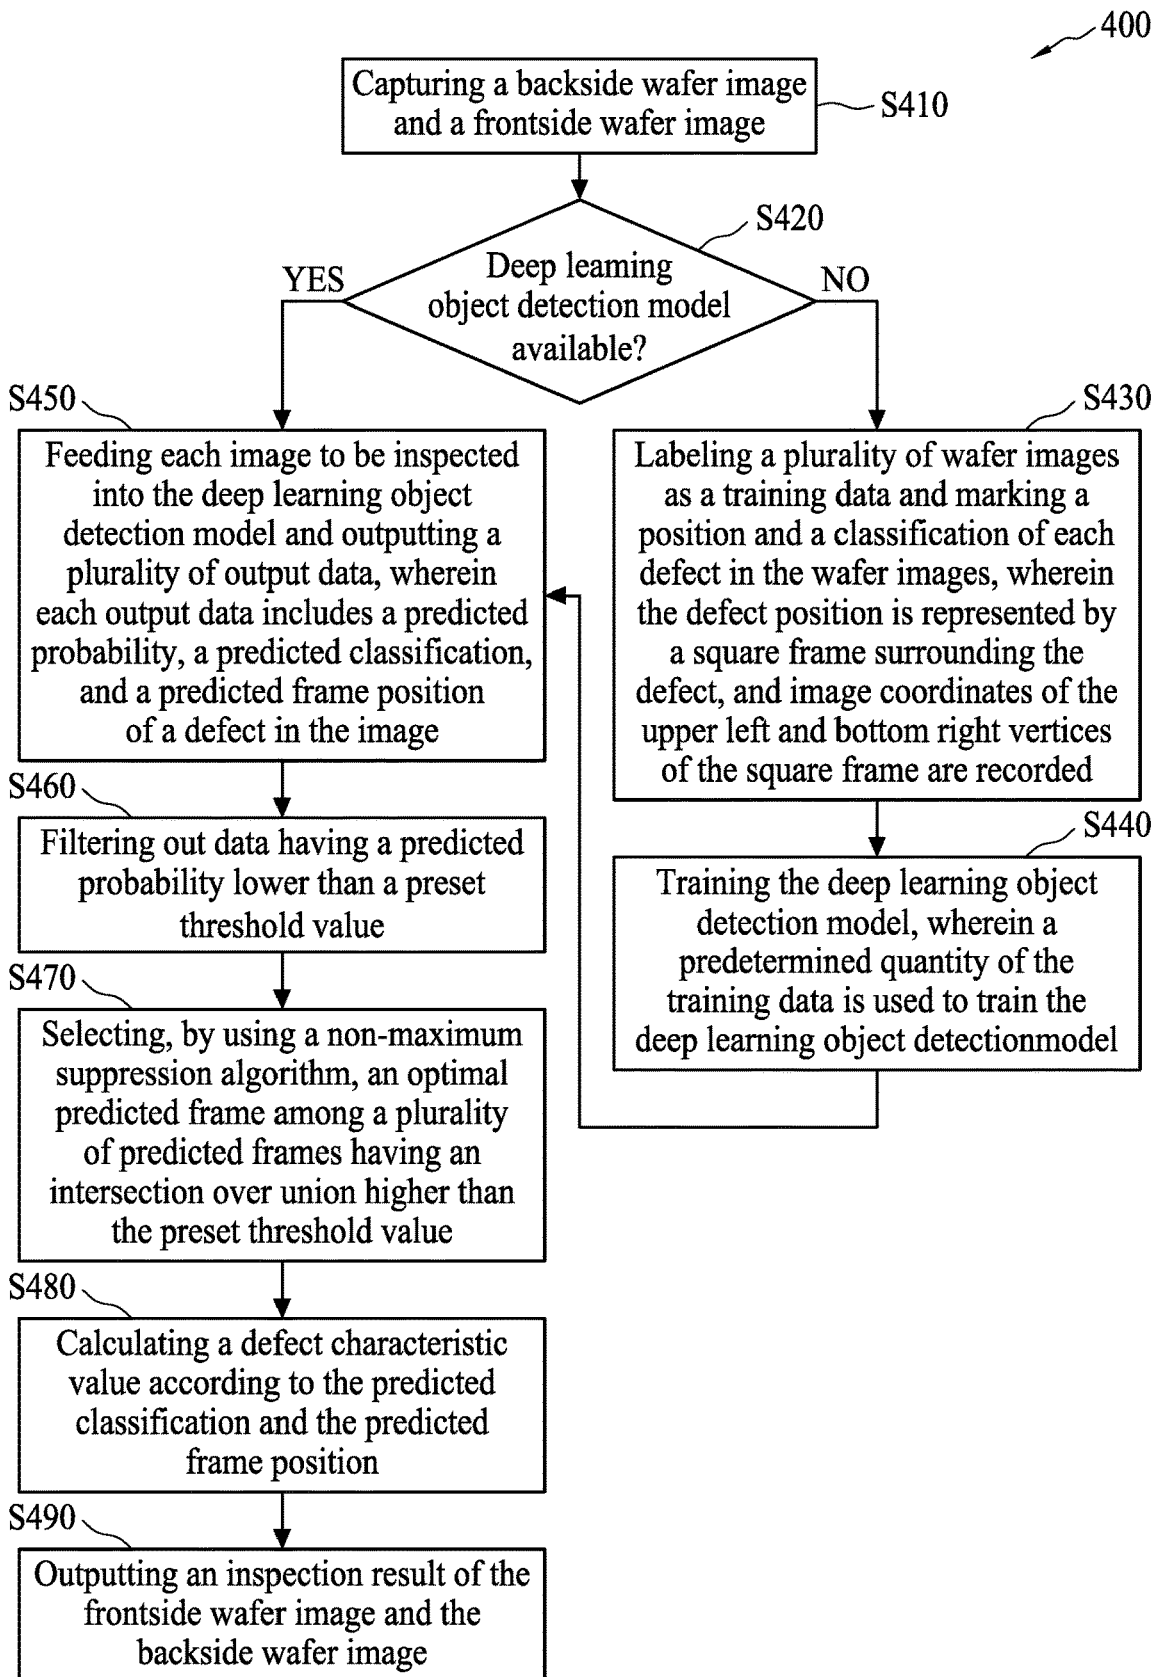 400
Capturing a backside wafer image
and a frontside wafer image
S410
S420
Deep leaming
object detection model
available?
YES
NO
S450
Feeding each image to be inspected
into the deep learning object
detection model and outputting a
plurality of output data, wherein
each output data includes a predicted
probability, a predicted classification,
and a predicted frame position
of a defect in the image
S430
Labeling a plurality of wafer images
as a training data and marking a
position and a classification of each
defect in the wafer images, wherein
the defect position is represented by
a square frame surrounding the
defect, and image coordinates of the
upper left and bottom right vertices
of the square frame are recorded
S460
Filtering out data having a predicted
probability lower than a preset
threshold value
S440
Training the deep learning object
detection model, wherein a
predetermined quantity of the
training data is used to train the
deep learning object detectionmodel
S470
Selecting, by using a non-maximum
suppression algorithm, an optimal
predicted frame among a plurality
of predicted frames having an
intersection over union higher than
the preset threshold value
S480
Calculating a defect characteristic
value according to the predicted
classification and the predicted
frame position
S490
Outputting an inspection result of the
frontside wafer image and the
backside wafer image